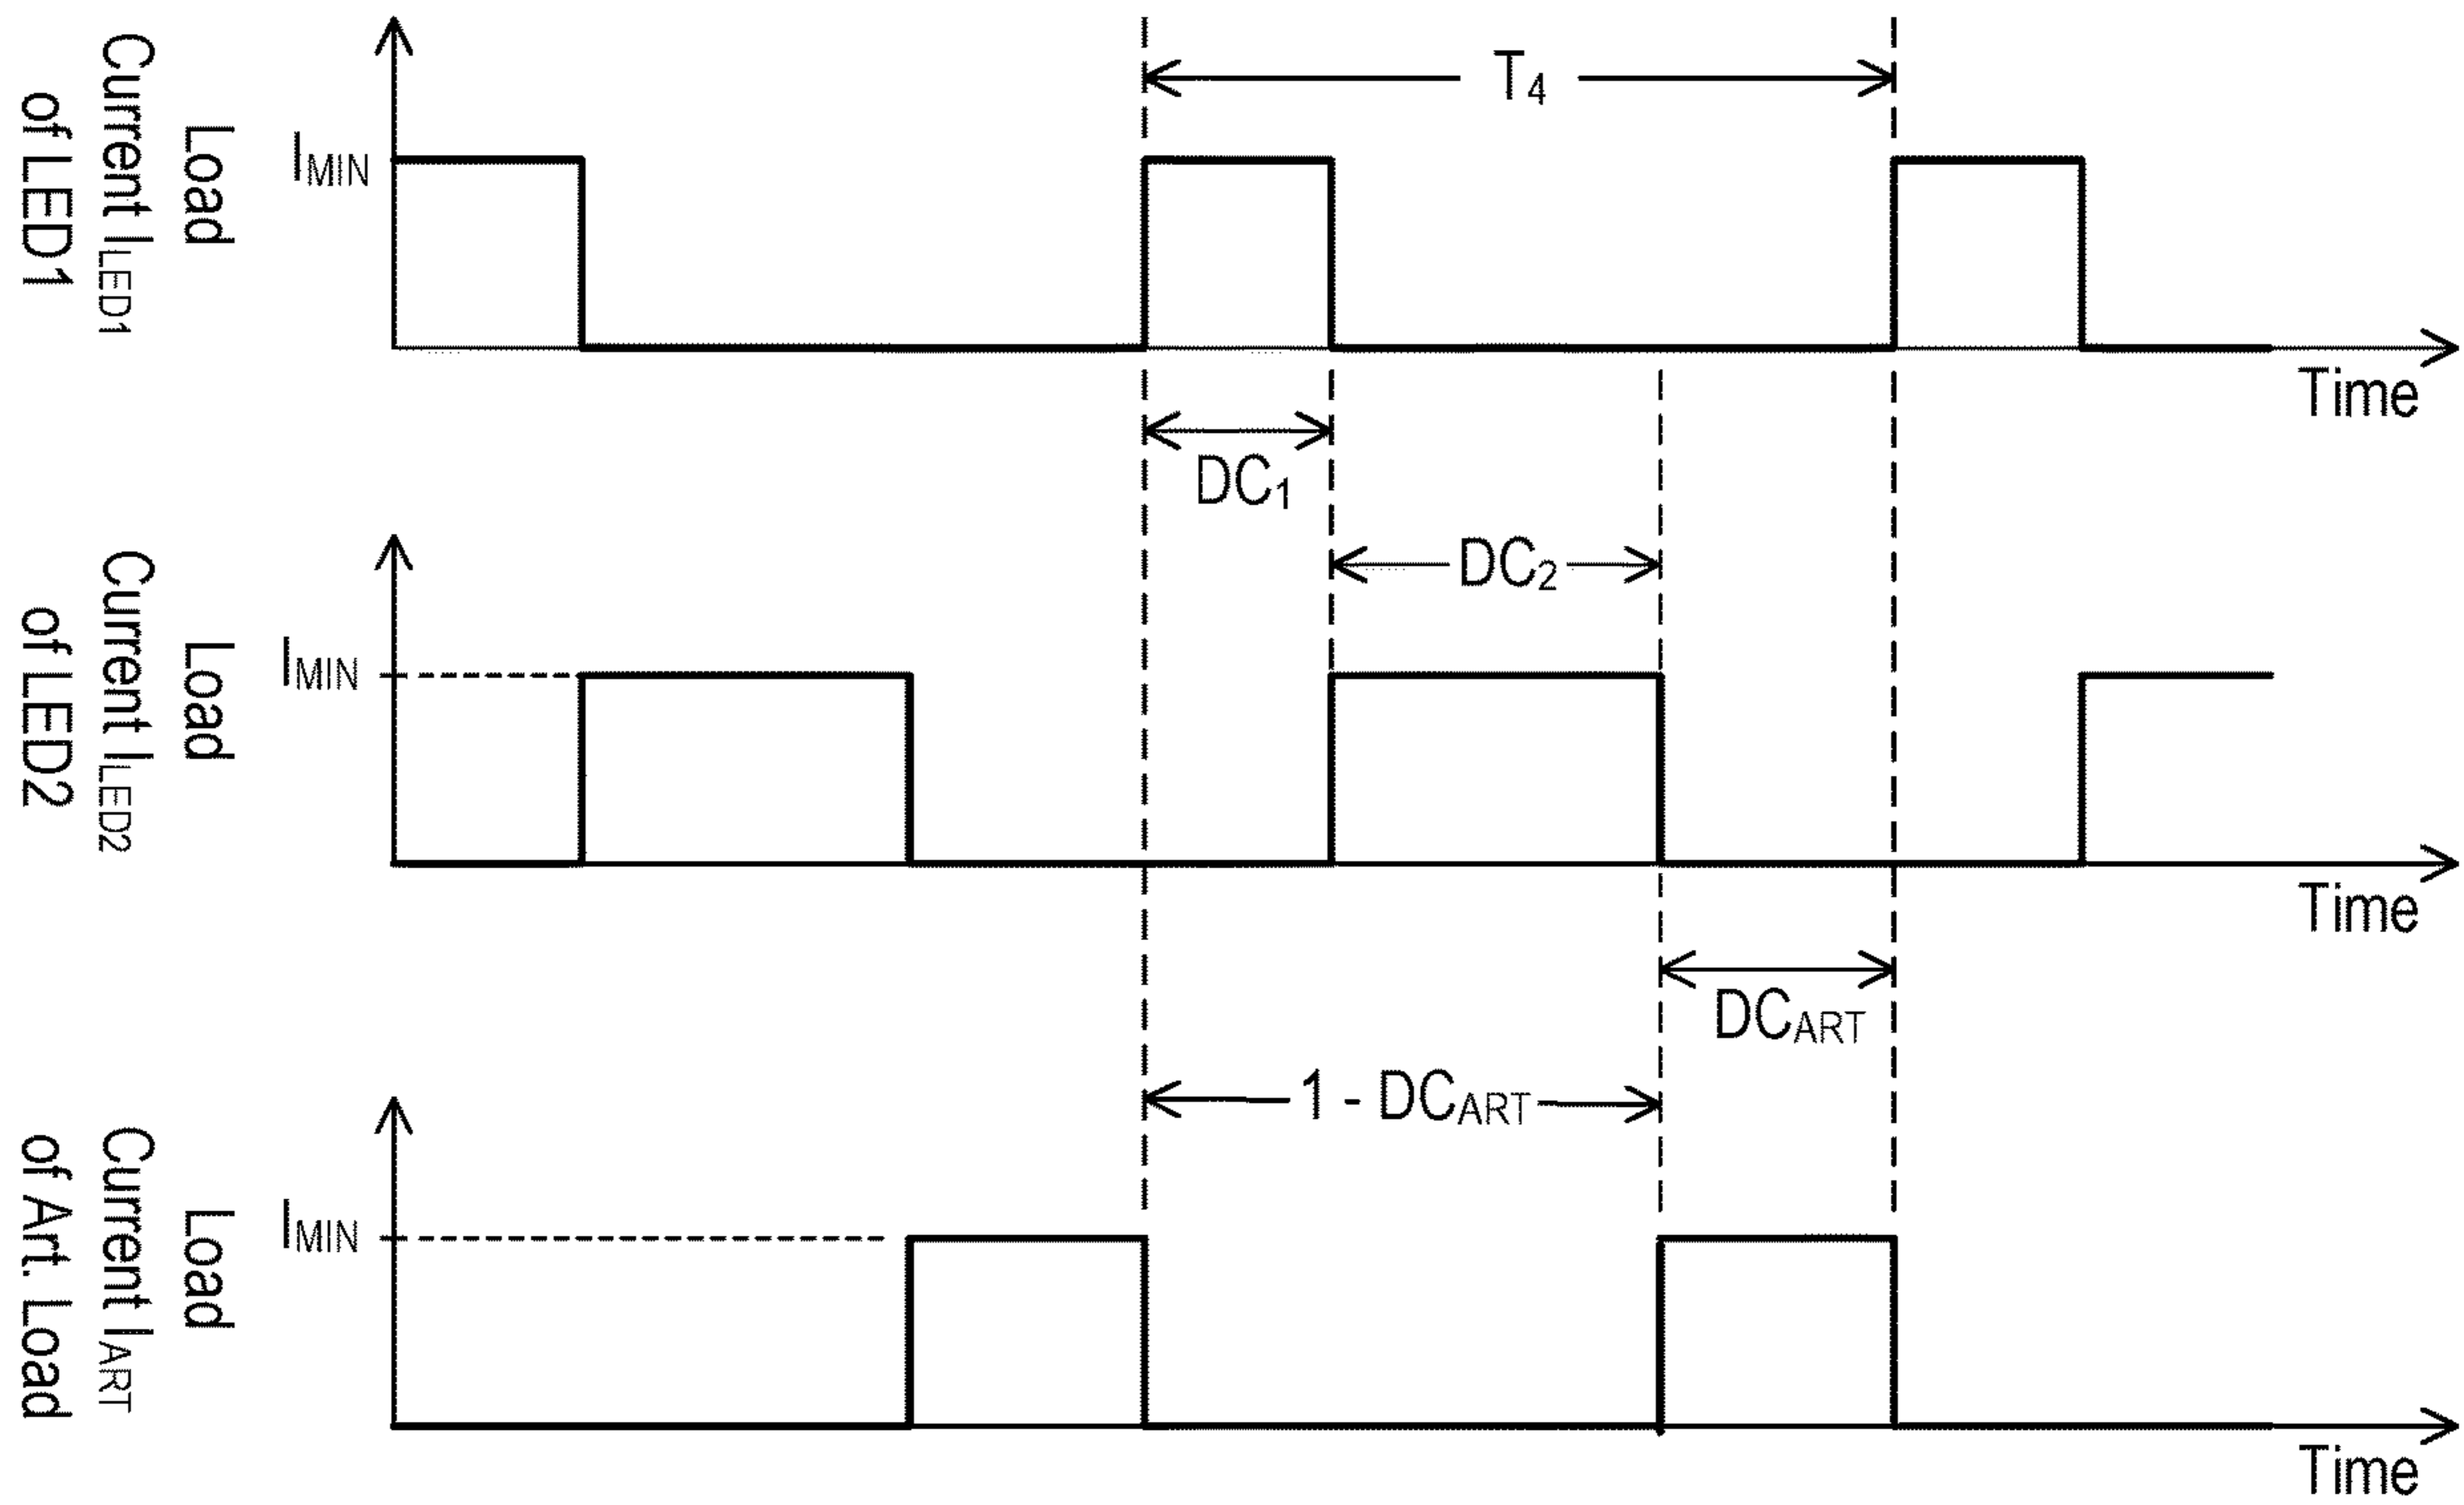 Load
Current ILED1
of LED1
IMIN
T4
Time
DC1
Load
Current ILED2
of LED2
IMIN
DC2
Time
DCART
1 - DCART
Load
Current IART
of Art. Load
IMIN
Time